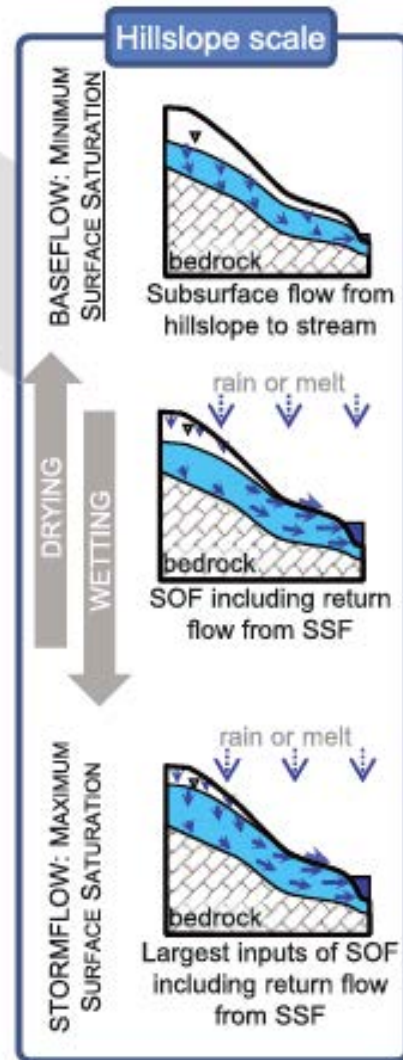 Hillslope scale
BASEFLOW: MINIMUM
SURFACE SATURATION
bedrock
Subsurface flow from
hillslope to stream
DRYING
WETTING
rain or melt
bedrock
SOF including return
flow from SSF
STORMFLOW: MAXIMUM
SURFACE SATURATION
rain or melt
bedrock
Largest inputs of SOF
including return flow
from SSF